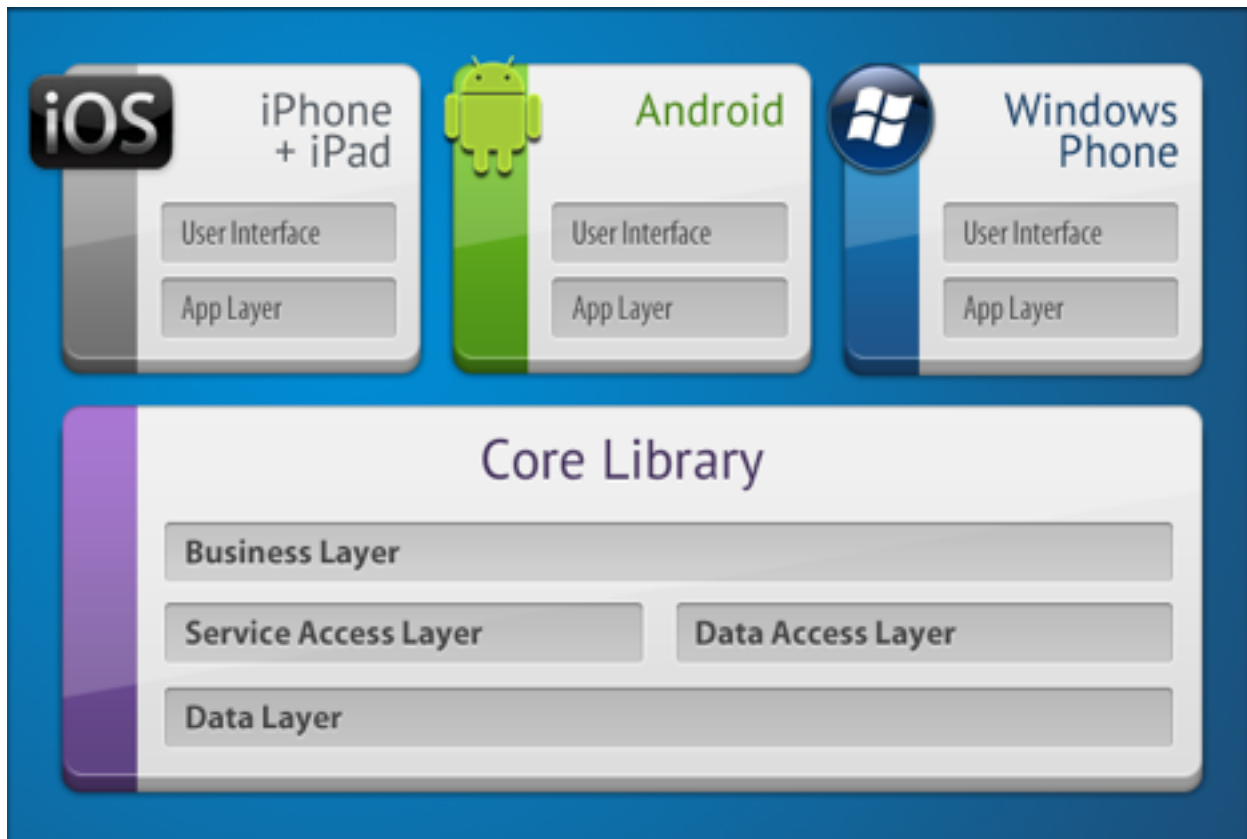 iOS
iPhone
+ iPad
User Interface
App Layer
Android
User Interface
App Layer
Windows
Phone
User Interface
App Layer
Core Library
Business Layer
Service Access Layer
Data Access Layer
Data Layer